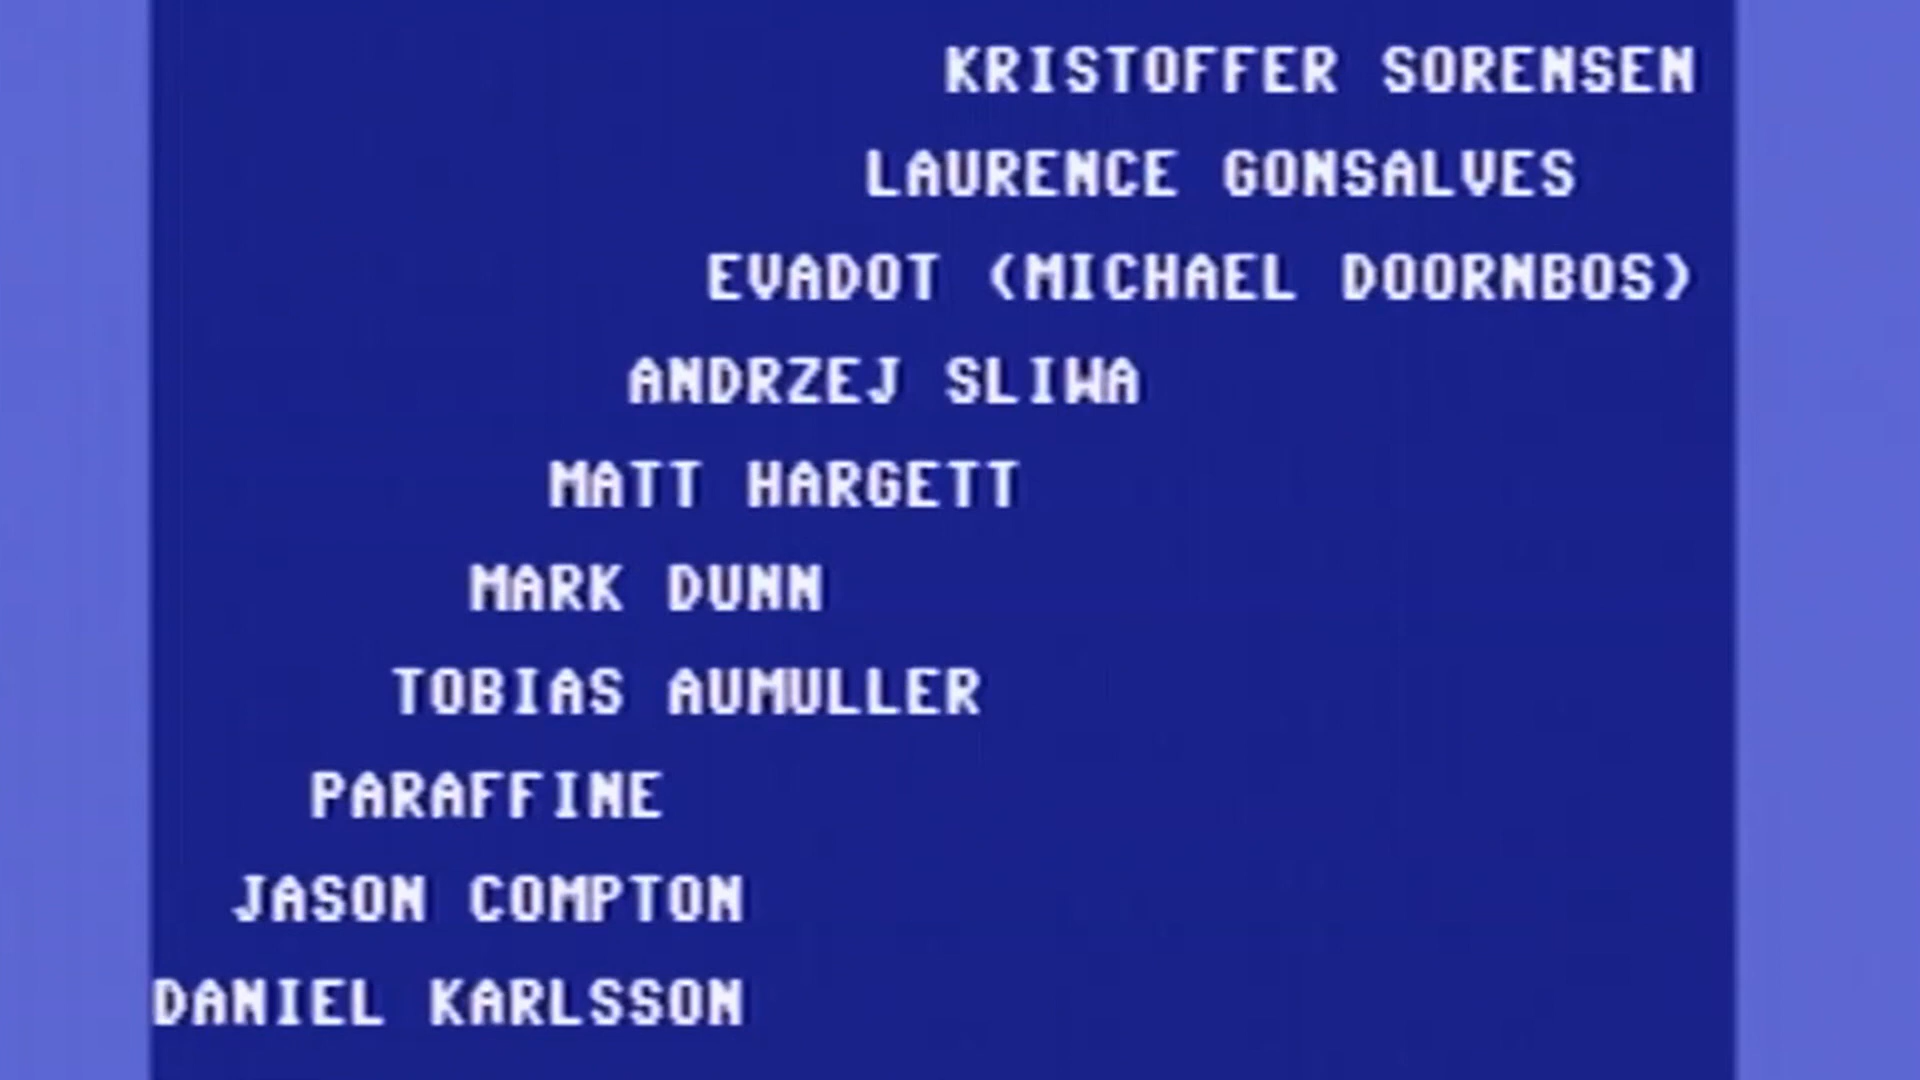 KRISTOFFER SORENSEN
LAURENCE GONSALVES
EVADOT (MICHAEL DOORNBOS)
ANDRZEJ SLIWA
MATT HARGETT
MARK DUNN
TOBIAS AUMULLER
PARAFFINE
JASON COMPTON
DANIEL KARLSSON